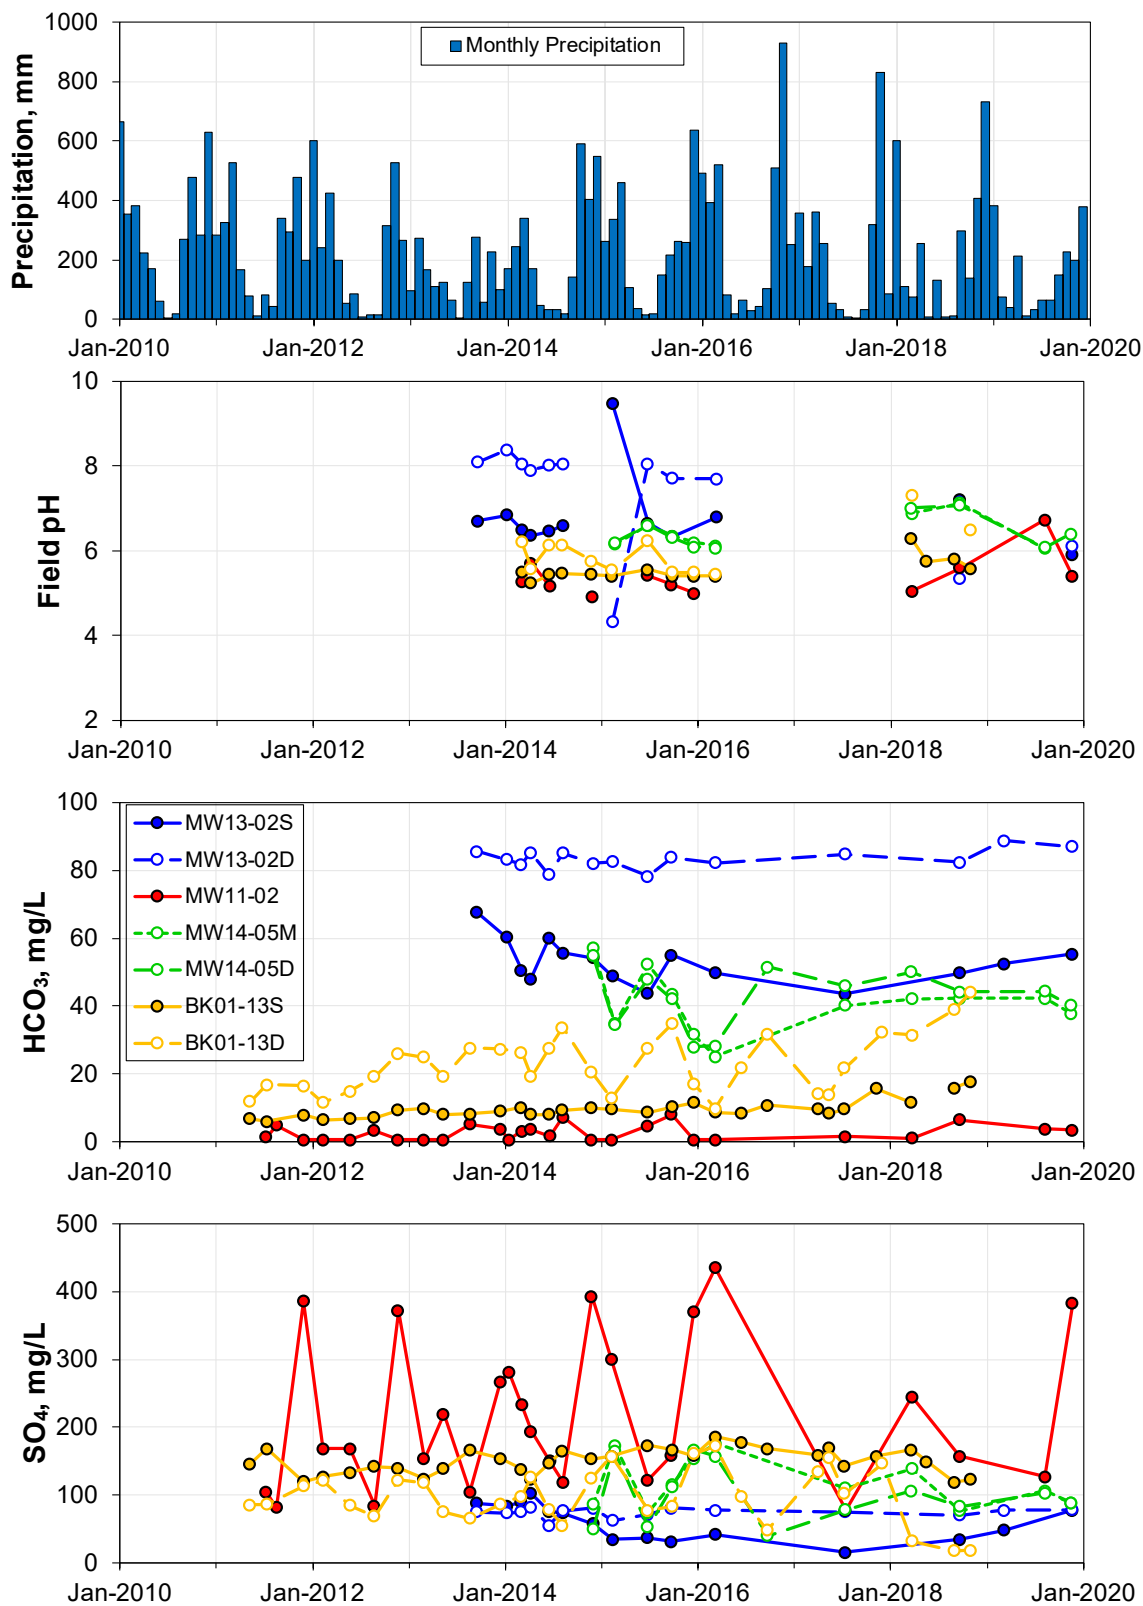 1000
800
600
400
200
0
Precipitation, mm
Monthly Precipitation
Jan-2010 Jan-2012 Jan-2014 Jan-2016 Jan-2018 Jan-2020
10
8
6
4
2
Field pH
Jan-2010 Jan-2012 Jan-2014 Jan-2016 Jan-2018 Jan-2020
100
80
60
40
20
0
HCO₃, mg/L
MW13-02S
MW13-02D
MW11-02
MW14-05M
MW14-05D
BK01-13S
BK01-13D
Jan-2010 Jan-2012 Jan-2014 Jan-2016 Jan-2018 Jan-2020
500
400
300
200
100
0
SO₄, mg/L
Jan-2010 Jan-2012 Jan-2014 Jan-2016 Jan-2018 Jan-2020